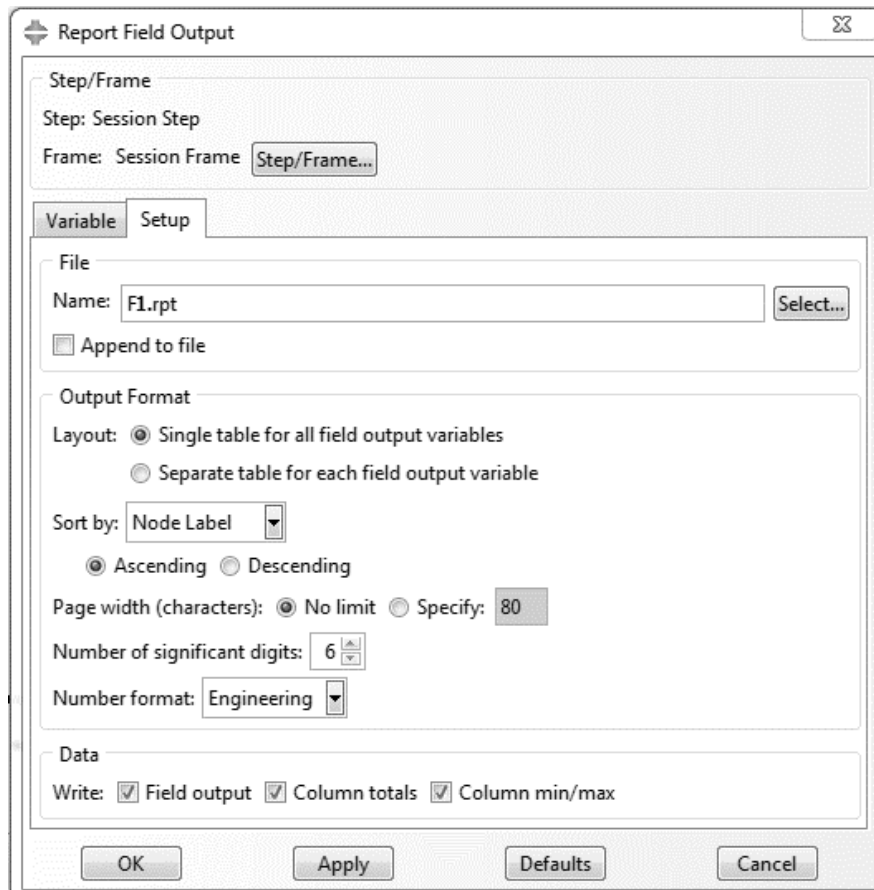 Report Field Output
Step/Frame
Step: Session Step
Frame: Session Frame Step/Frame...
Variable Setup
File
Name: F1.rpt Select...
Append to file
Output Format
Layout: Single table for all field output variables
Separate table for each field output variable
Sort by: Node Label
Ascending Descending
Page width (characters): No limit Specify: 80
Number of significant digits: 6
Number format: Engineering
Data
Write: Field output Column totals Column min/max
OK Apply Defaults Cancel